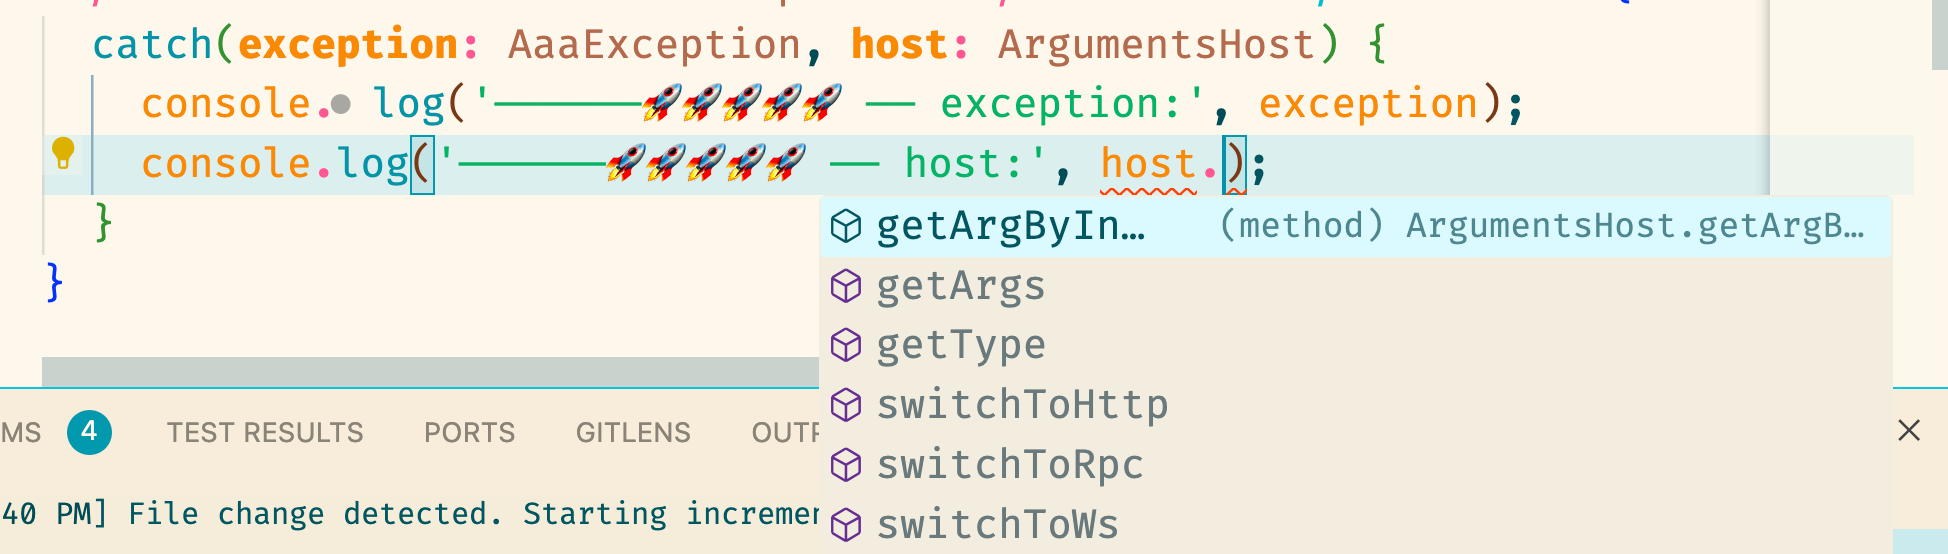 catch(exception: AaaException, host: ArgumentsHost) {
console. log('──────🚀🚀🚀🚀🚀 ── exception:', exception);
console.log('──────🚀🚀🚀🚀🚀 ── host:', host.);
}
}
getArgByIn… (method) ArgumentsHost.getArgB…
getArgs
getType
switchToHttp
switchToRpc
switchToWs
MS 4 TEST RESULTS PORTS GITLENS OUTP
40 PM] File change detected. Starting incremen